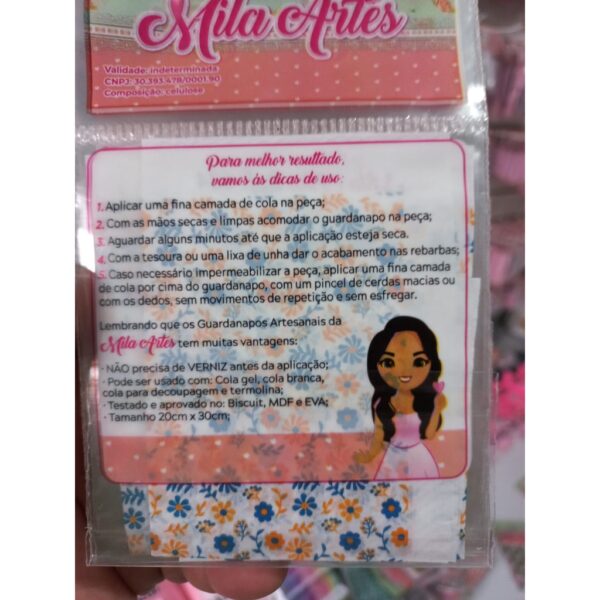 Mila Artes
Validade: indeterminada
CNPJ: 30.393.478/0001.90
Composição: celulose
Para melhor resultado,
vamos às dicas de uso:
1. Aplicar uma fina camada de cola na peça;
2. Com as mãos secas e limpas acomodar o guardanapo na peça;
3. Aguardar alguns minutos até que a aplicação esteja seca.
4. Com a tesoura ou uma lixa de unha dar o acabamento nas rebarbas;
5. Caso necessário impermeabilizar a peça, aplicar uma fina camada
de cola por cima do guardanapo, com um pincel de cerdas macias ou
com os dedos, sem movimentos de repetição e sem esfregar.
Lembrando que os Guardanapos Artesanais da
Mila Artes tem muitas vantagens:
· NÃO precisa de VERNIZ antes da aplicação;
· Pode ser usado com: Cola gel, cola branca,
cola para decoupagem e termolina;
· Testado e aprovado no: Biscuit, MDF e EVA;
· Tamanho 20cm x 30cm;